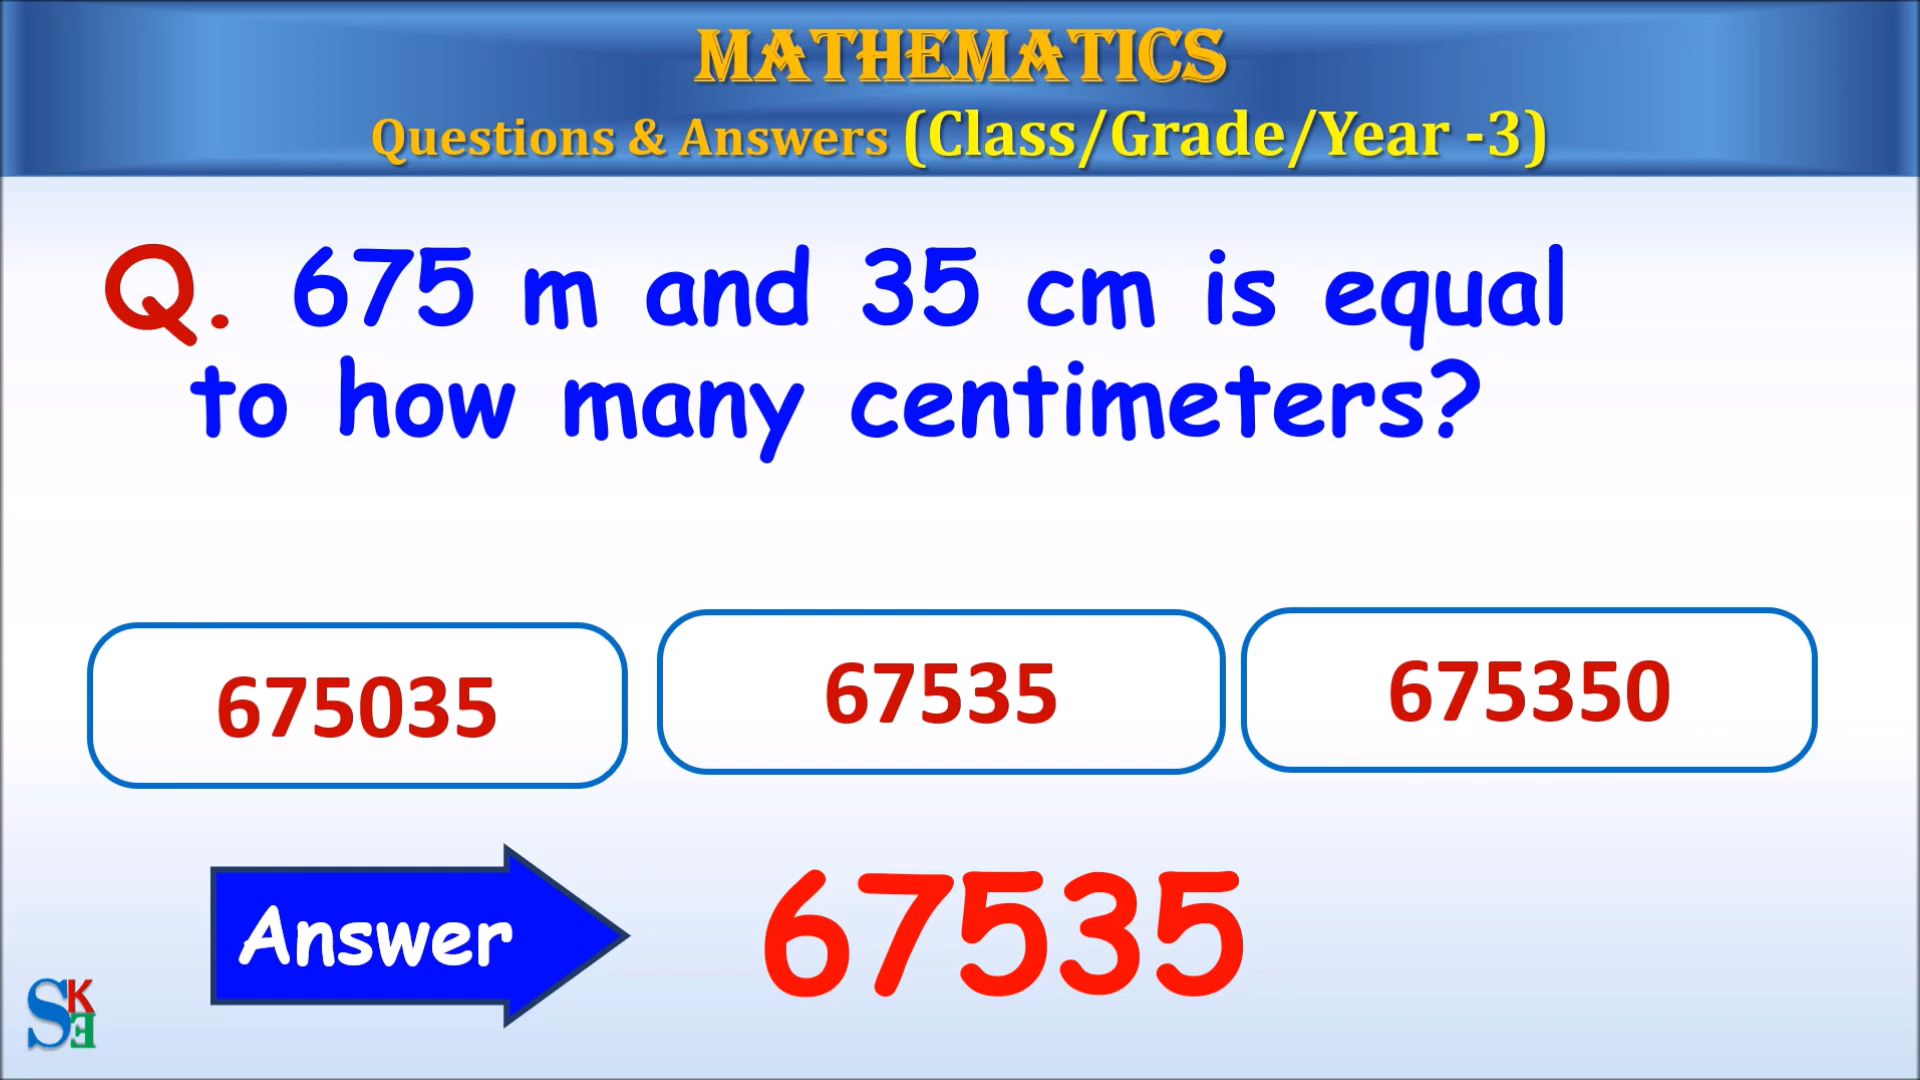 MATHEMATICS
Questions & Answers (Class/Grade/Year -3)
Q. 675 m and 35 cm is equal
to how many centimeters?
675035 67535 675350
Answer 67535
SKE